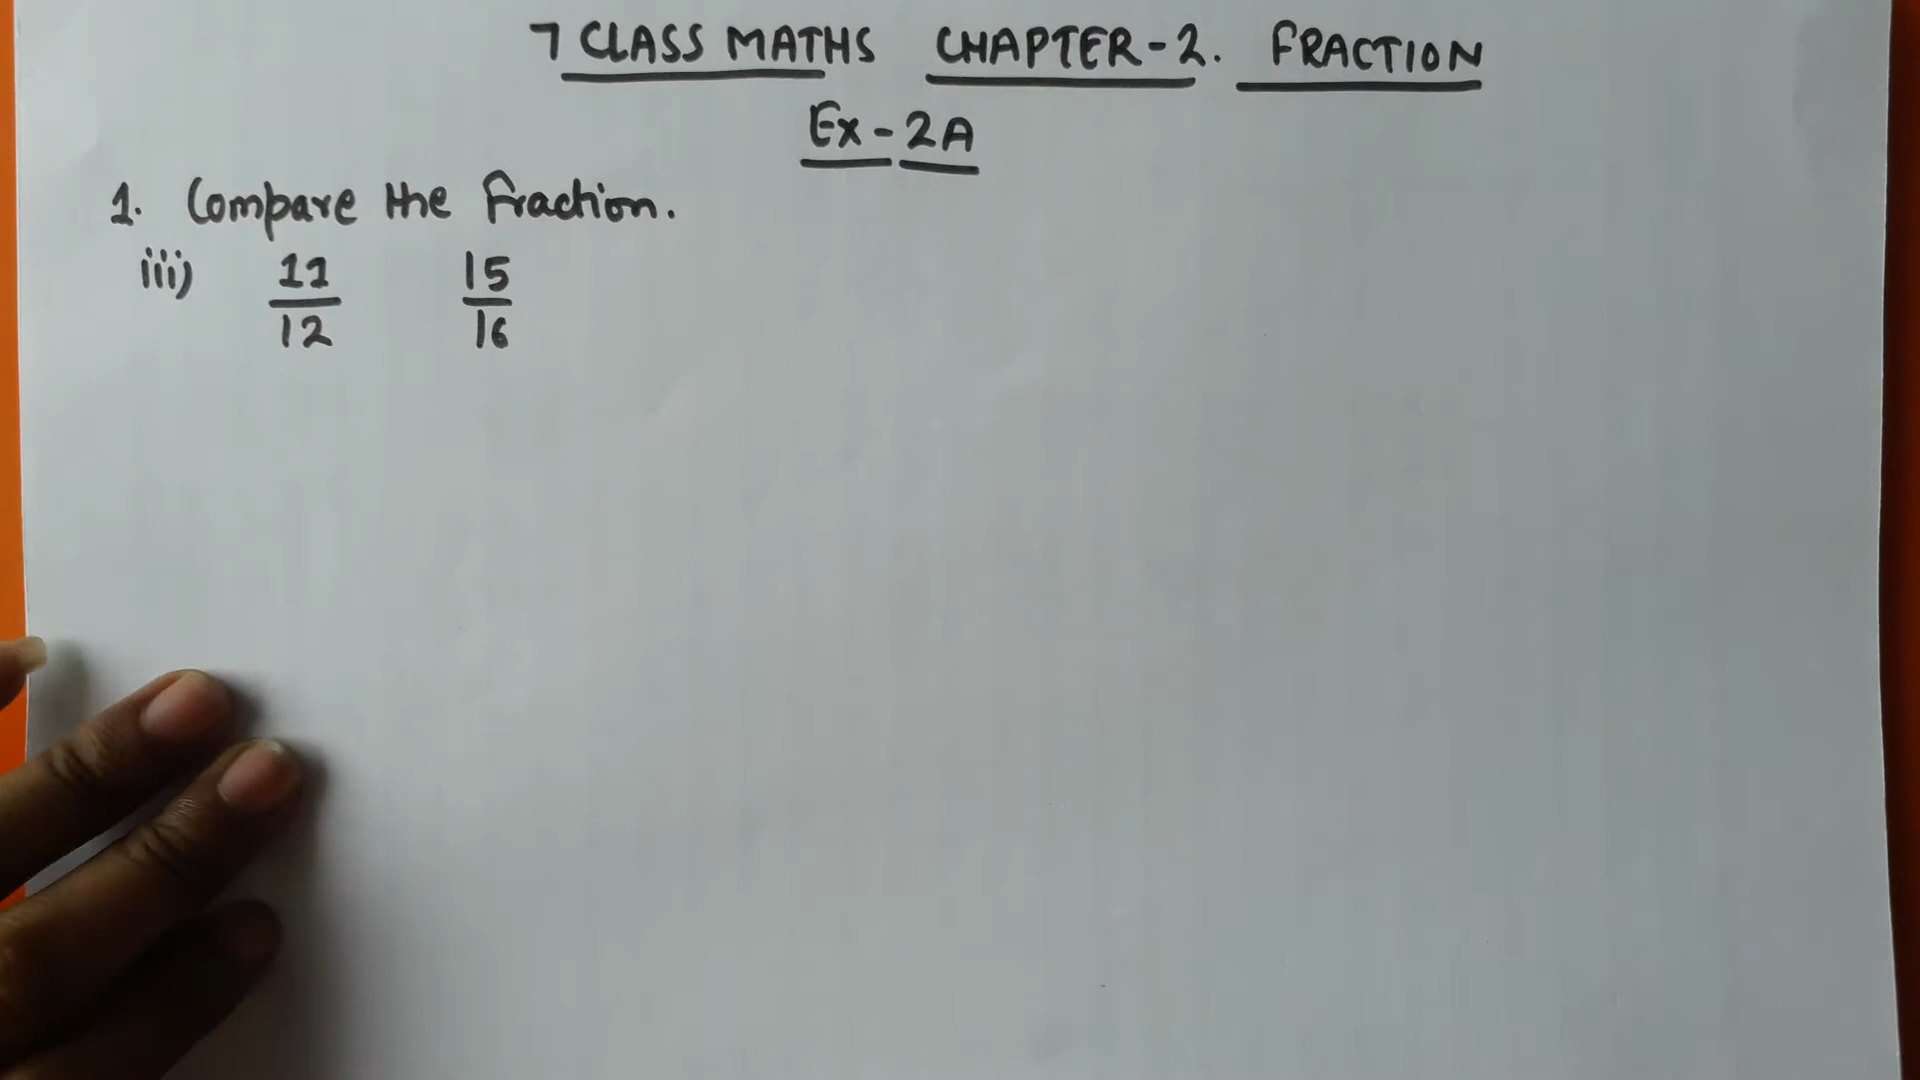 7 CLASS MATHS CHAPTER-2. FRACTION
Ex-2A
1. Compare the Fraction.
iii) 11/12 15/16